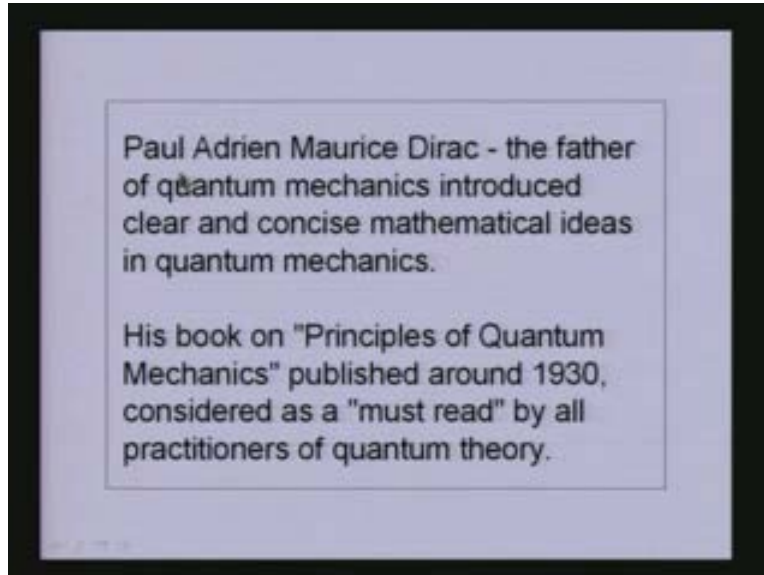 Paul Adrien Maurice Dirac - the father
of quantum mechanics introduced
clear and concise mathematical ideas
in quantum mechanics.
His book on "Principles of Quantum
Mechanics" published around 1930,
considered as a "must read" by all
practitioners of quantum theory.